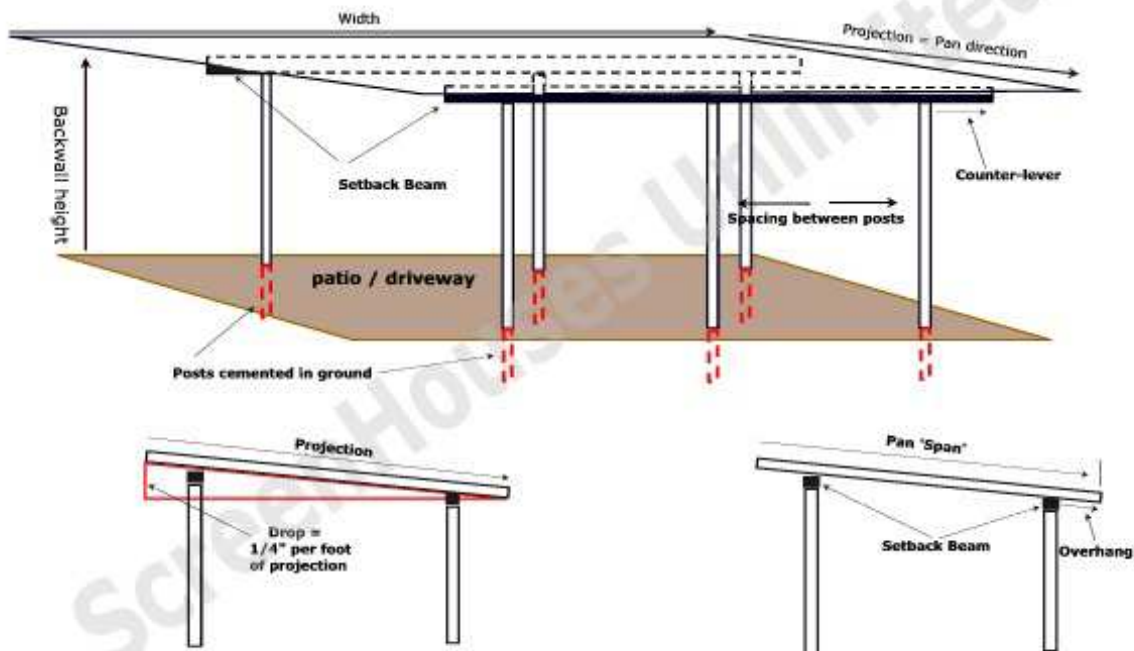 Width
Projection = Pan direction
Backwall height
Setback Beam
Counter-lever
Spacing between posts
patio / driveway
Posts cemented in ground
Projection
Drop =
1/4" per foot
of projection
Pan "Span"
Setback Beam
Overhang
ScreenHouses Unlimited